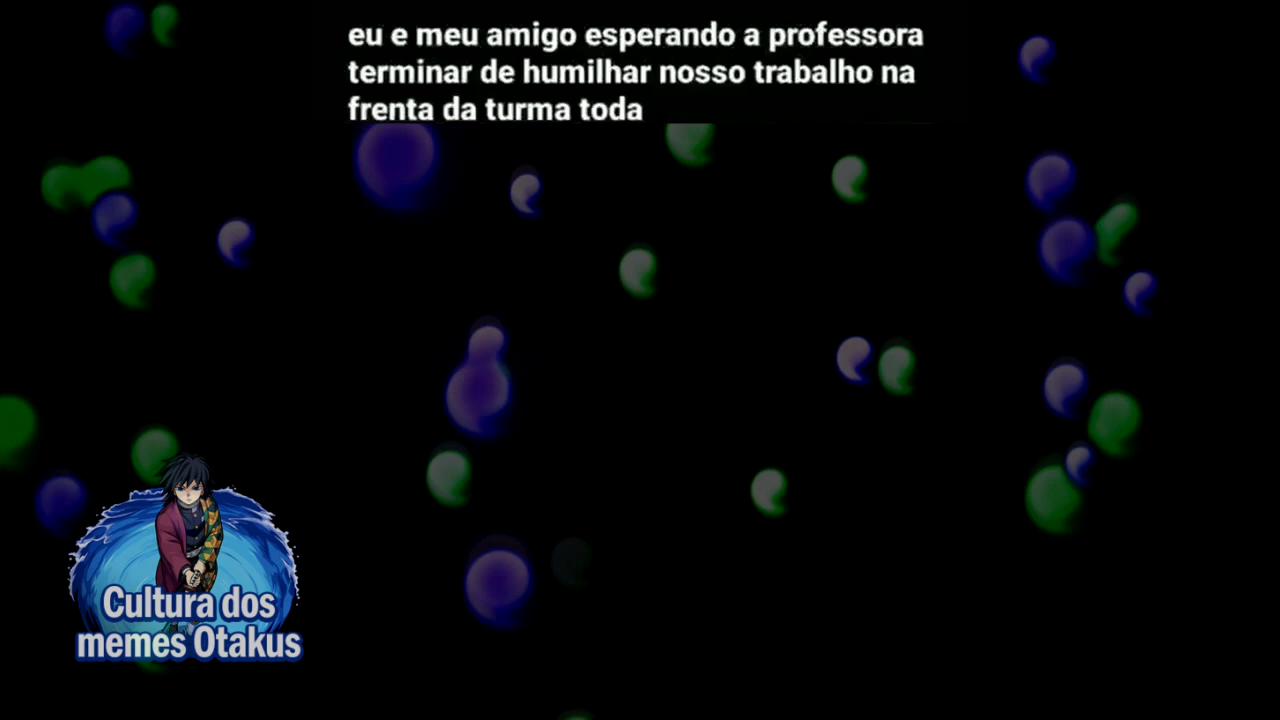 eu e meu amigo esperando a professora
terminar de humilhar nosso trabalho na
frenta da turma toda
Cultura dos
memes Otakus